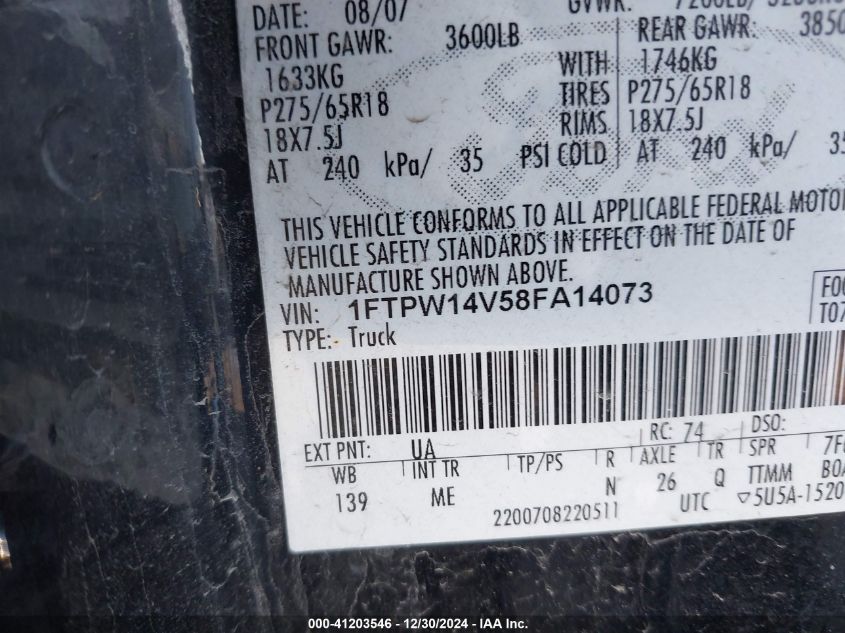 DATE: 08/07 GVWR: 7200LB/
FRONT GAWR: 3600LB REAR GAWR: 3850
1633KG WITH 1746KG
P275/65R18 TIRES P275/65R18
18X7.5J RIMS 18X7.5J
AT 240 kPa/ 35 PSI COLD AT 240 kPa/ 35
THIS VEHICLE CONFORMS TO ALL APPLICABLE FEDERAL MOTOR
VEHICLE SAFETY STANDARDS IN EFFECT ON THE DATE OF
MANUFACTURE SHOWN ABOVE.
VIN: 1FTPW14V58FA14073
TYPE: Truck
EXT PNT: UA RC: 74 DSO:
WB INT TR TP/PS R AXLE TR SPR
139 ME N 26 Q TTMM
2200708220511 UTC ▽5U5A-1520
000-41203546 - 12/30/2024 - IAA Inc.